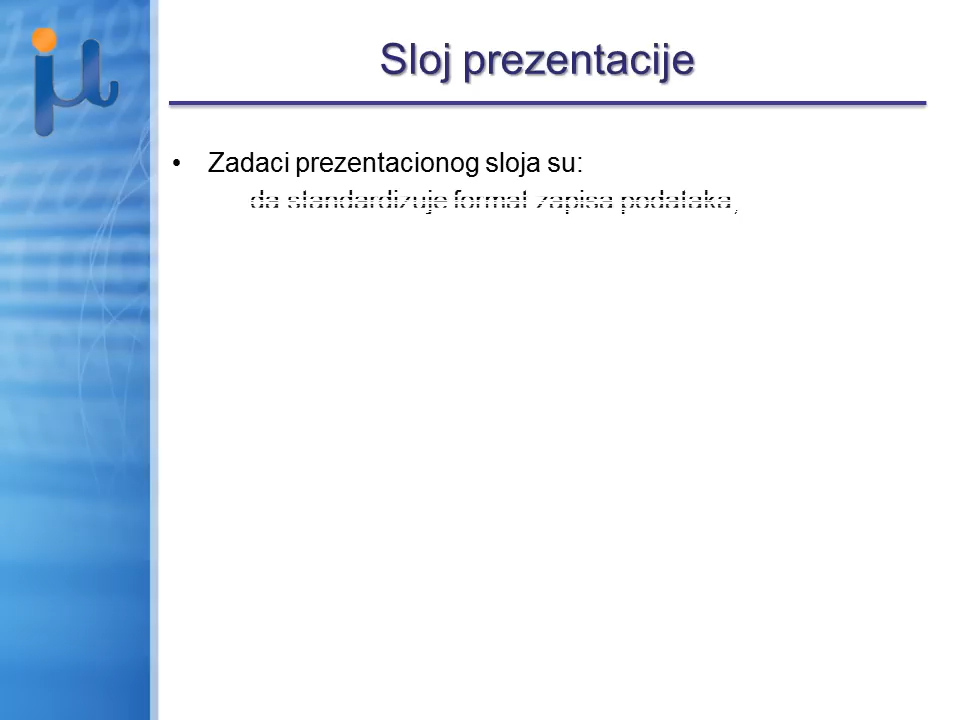 Sloj prezentacije
• Zadaci prezentacionog sloja su:
da standardizuje format zapisa podataka,